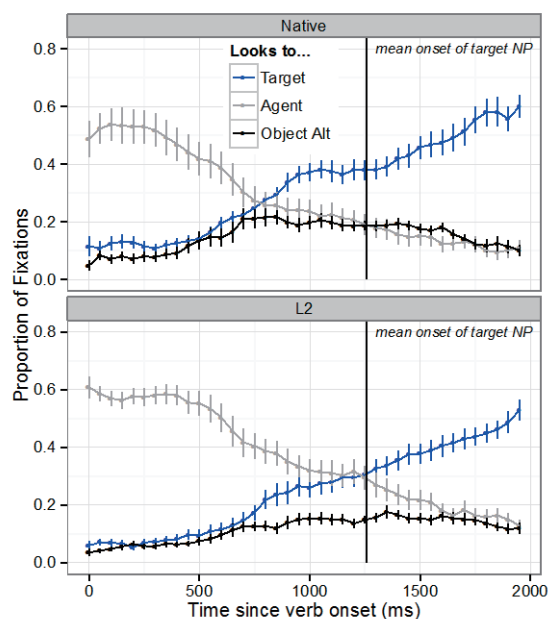 Native
0.8
0.6
0.4
0.2
0.0
Looks to...
Target
Agent
Object Alt
mean onset of target NP
L2
0.8
0.6
0.4
0.2
0.0
mean onset of target NP
Proportion of Fixations
0 500 1000 1500 2000
Time since verb onset (ms)